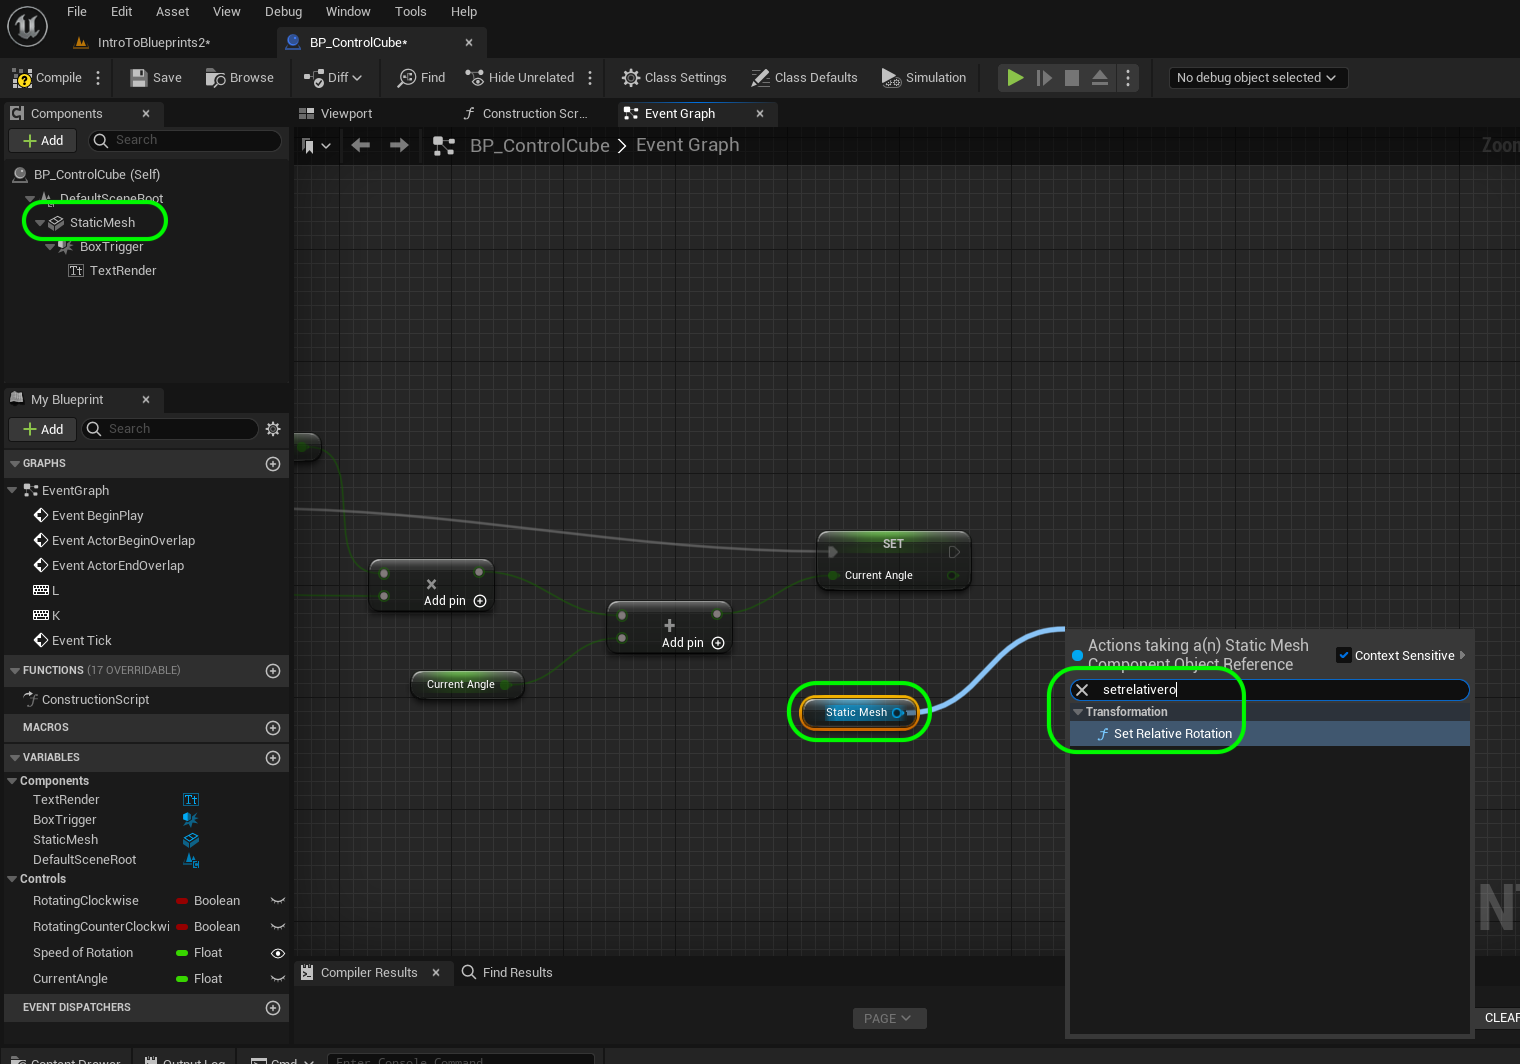 File Edit Asset View Debug Window Tools Help
IntroToBlueprints2*
BP_ControlCube*
Compile Save Browse Diff Find Hide Unrelated Class Settings Class Defaults Simulation No debug object selected
Components
Viewport
Construction Scr...
Event Graph
Add Search
BP_ControlCube > Event Graph
Zoom
BP_ControlCube (Self)
DefaultSceneRoot
StaticMesh
BoxTrigger
TextRender
My Blueprint
Add Search
GRAPHS
EventGraph
Event BeginPlay
Event ActorBeginOverlap
Event ActorEndOverlap
L
K
Event Tick
FUNCTIONS (17 OVERRIDABLE)
ConstructionScript
MACROS
VARIABLES
Components
TextRender
BoxTrigger
StaticMesh
DefaultSceneRoot
Controls
RotatingClockwise Boolean
RotatingCounterClockwi Boolean
Speed of Rotation Float
CurrentAngle Float
EVENT DISPATCHERS
SET
Current Angle
×
Add pin
+
Add pin
Current Angle
Static Mesh
Actions taking a(n) Static Mesh
Component Object Reference
Context Sensitive
setrelativero
Transformation
f Set Relative Rotation
Compiler Results
Find Results
PAGE
CLEAR
Content Drawer Output Log Cmd Enter Console Command